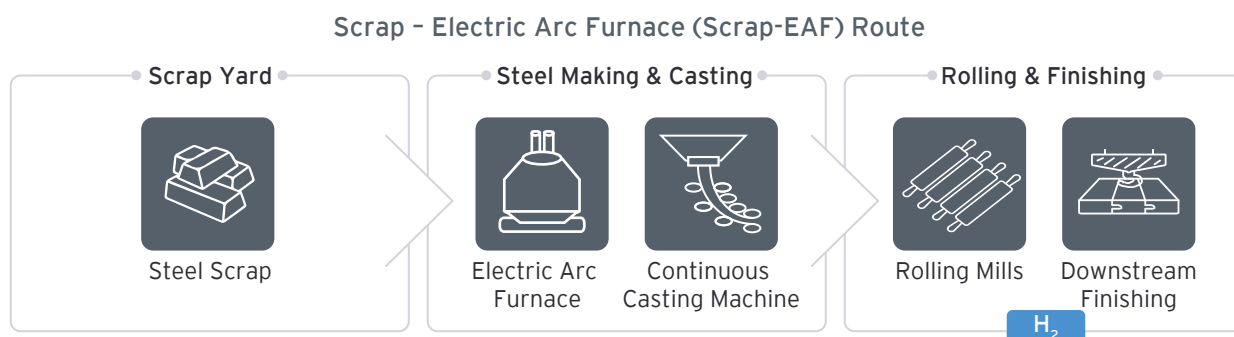 Scrap – Electric Arc Furnace (Scrap-EAF) Route
Scrap Yard
Steel Scrap
Steel Making & Casting
Electric Arc
Furnace
Continuous
Casting Machine
Rolling & Finishing
Rolling Mills
Downstream
Finishing
H₂